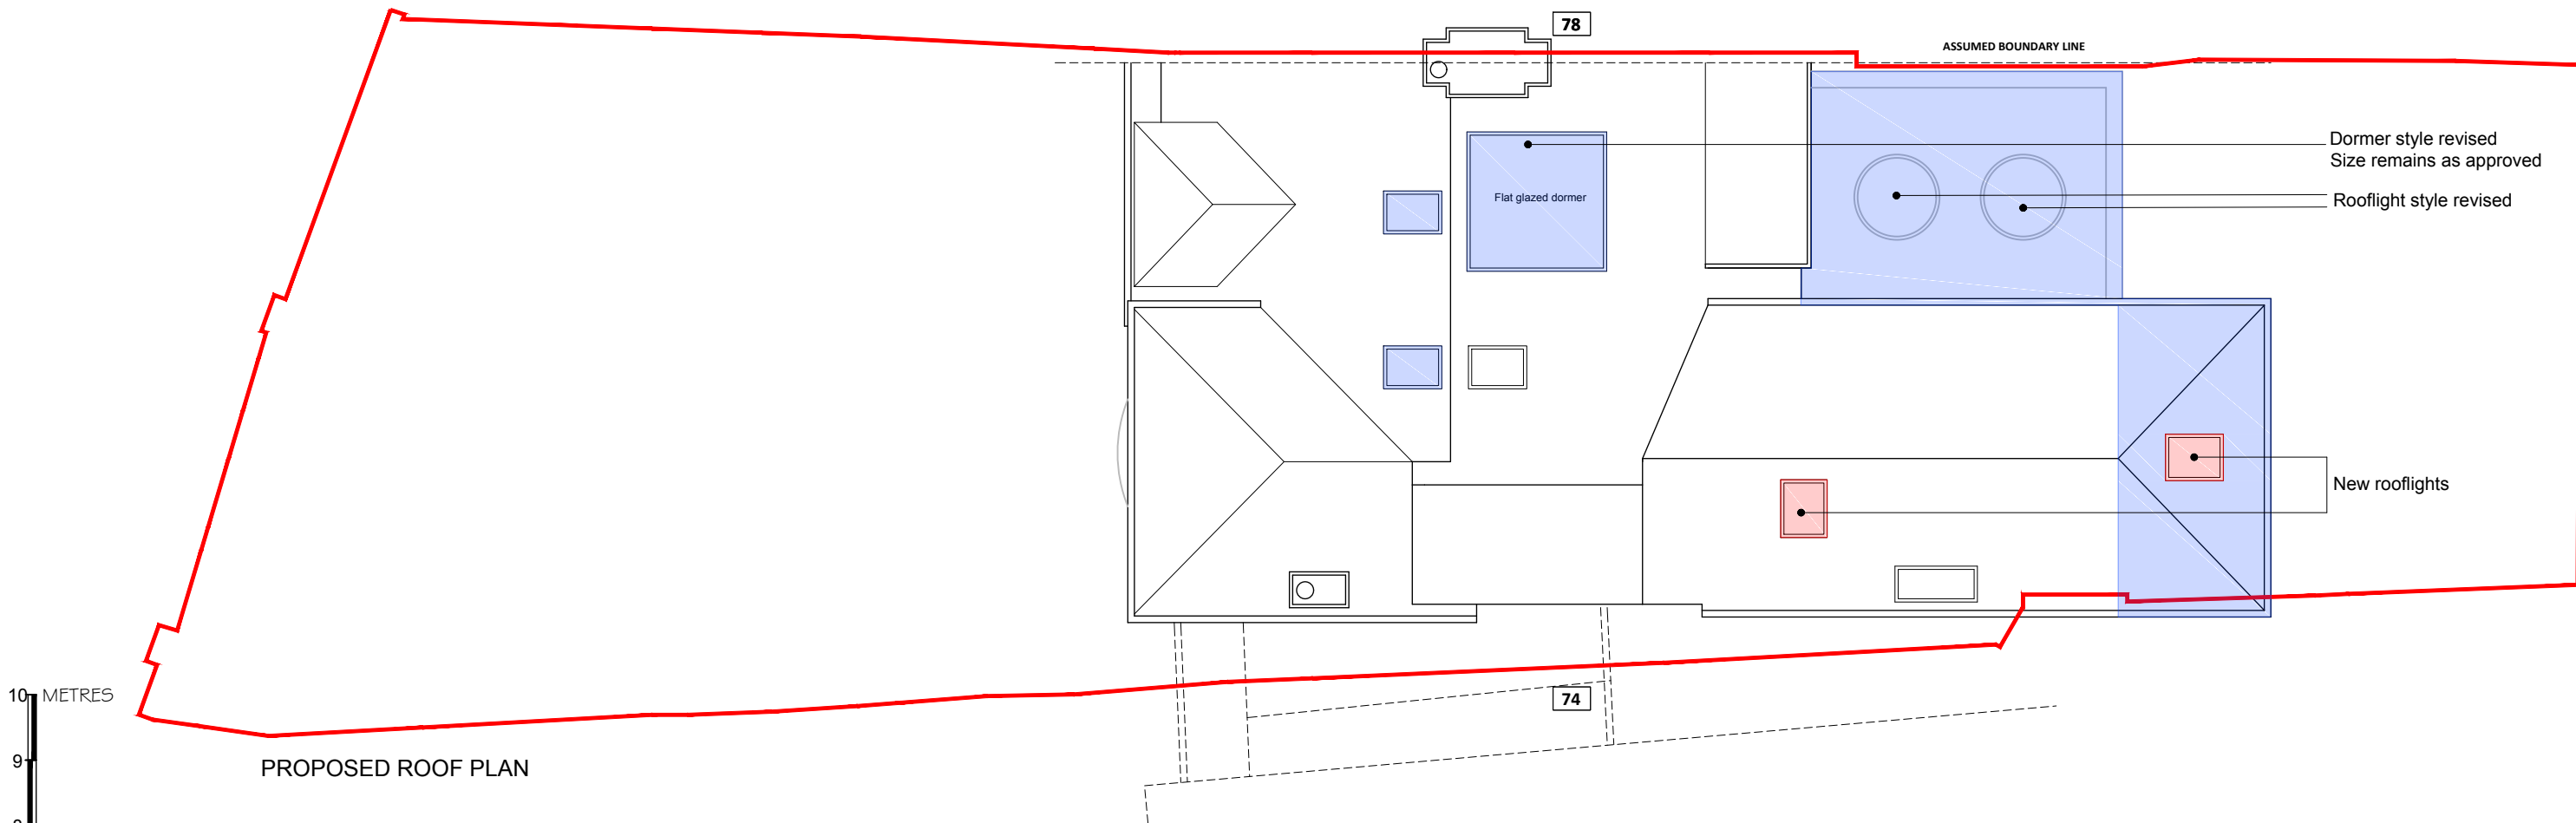 78
ASSUMED BOUNDARY LINE
Dormer style revised
Size remains as approved
Flat glazed dormer
Rooflight style revised
New rooflights
74
10 METRES
9
PROPOSED ROOF PLAN